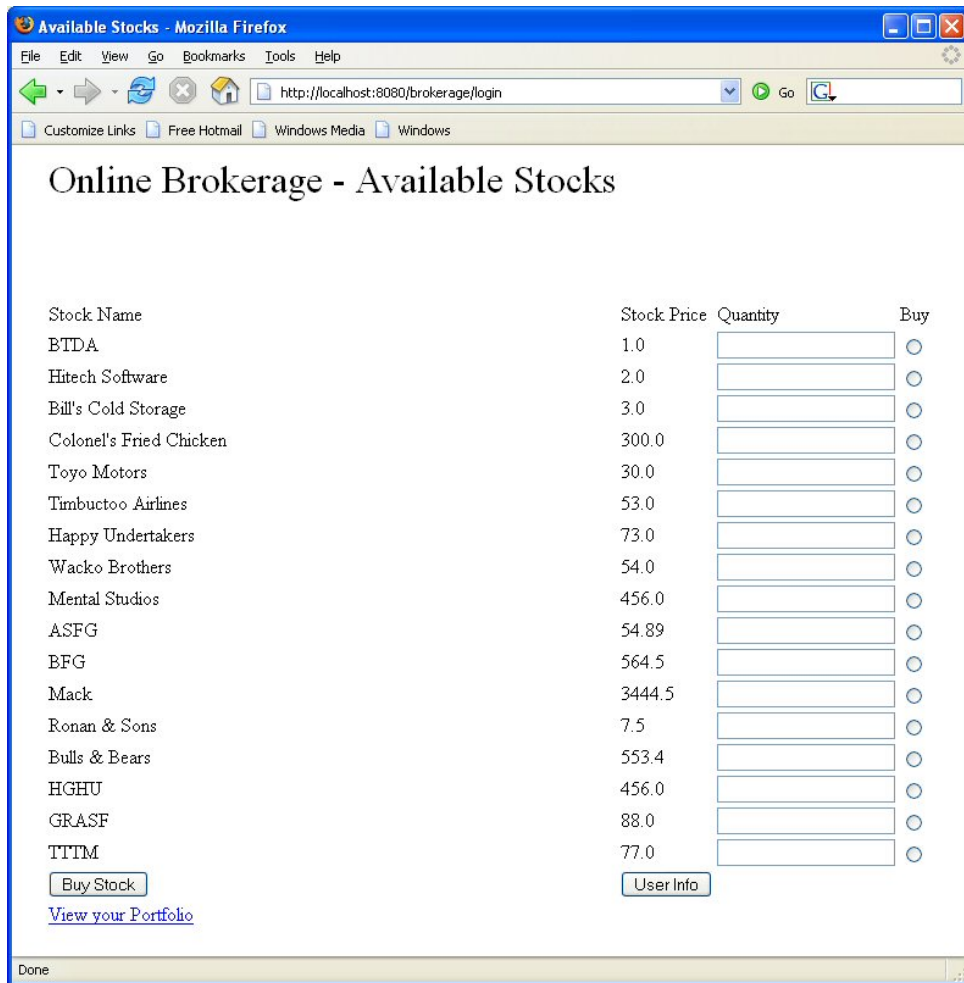 Available Stocks - Mozilla Firefox
File Edit View Go Bookmarks Tools Help
http://localhost:8080/brokerage/login Go G
Customize Links Free Hotmail Windows Media Windows
Online Brokerage - Available Stocks
Stock Name Stock Price Quantity Buy
BTDA 1.0
Hitech Software 2.0
Bill's Cold Storage 3.0
Colonel's Fried Chicken 300.0
Toyo Motors 30.0
Timbuctoo Airlines 53.0
Happy Undertakers 73.0
Wacko Brothers 54.0
Mental Studios 456.0
ASFG 54.89
BFG 564.5
Mack 3444.5
Ronan & Sons 7.5
Bulls & Bears 553.4
HGHU 456.0
GRASF 88.0
TTTM 77.0
Buy Stock User Info
View your Portfolio
Done